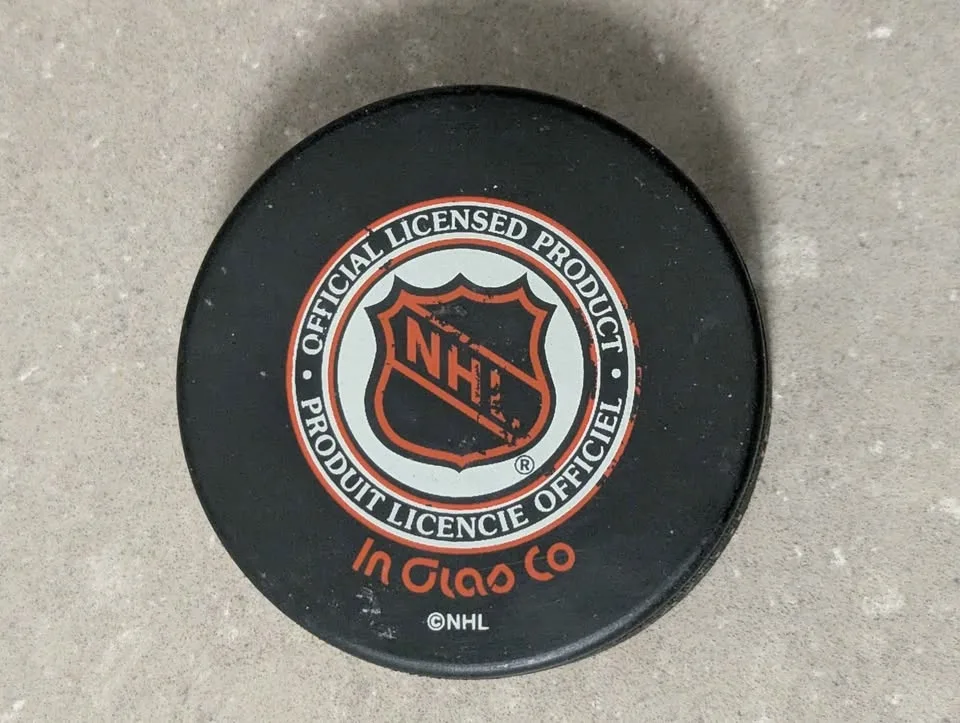 OFFICIAL LICENSED PRODUCT
NHL
®
• PRODUIT LICENCIE OFFICIEL •
In Glas Co
©NHL